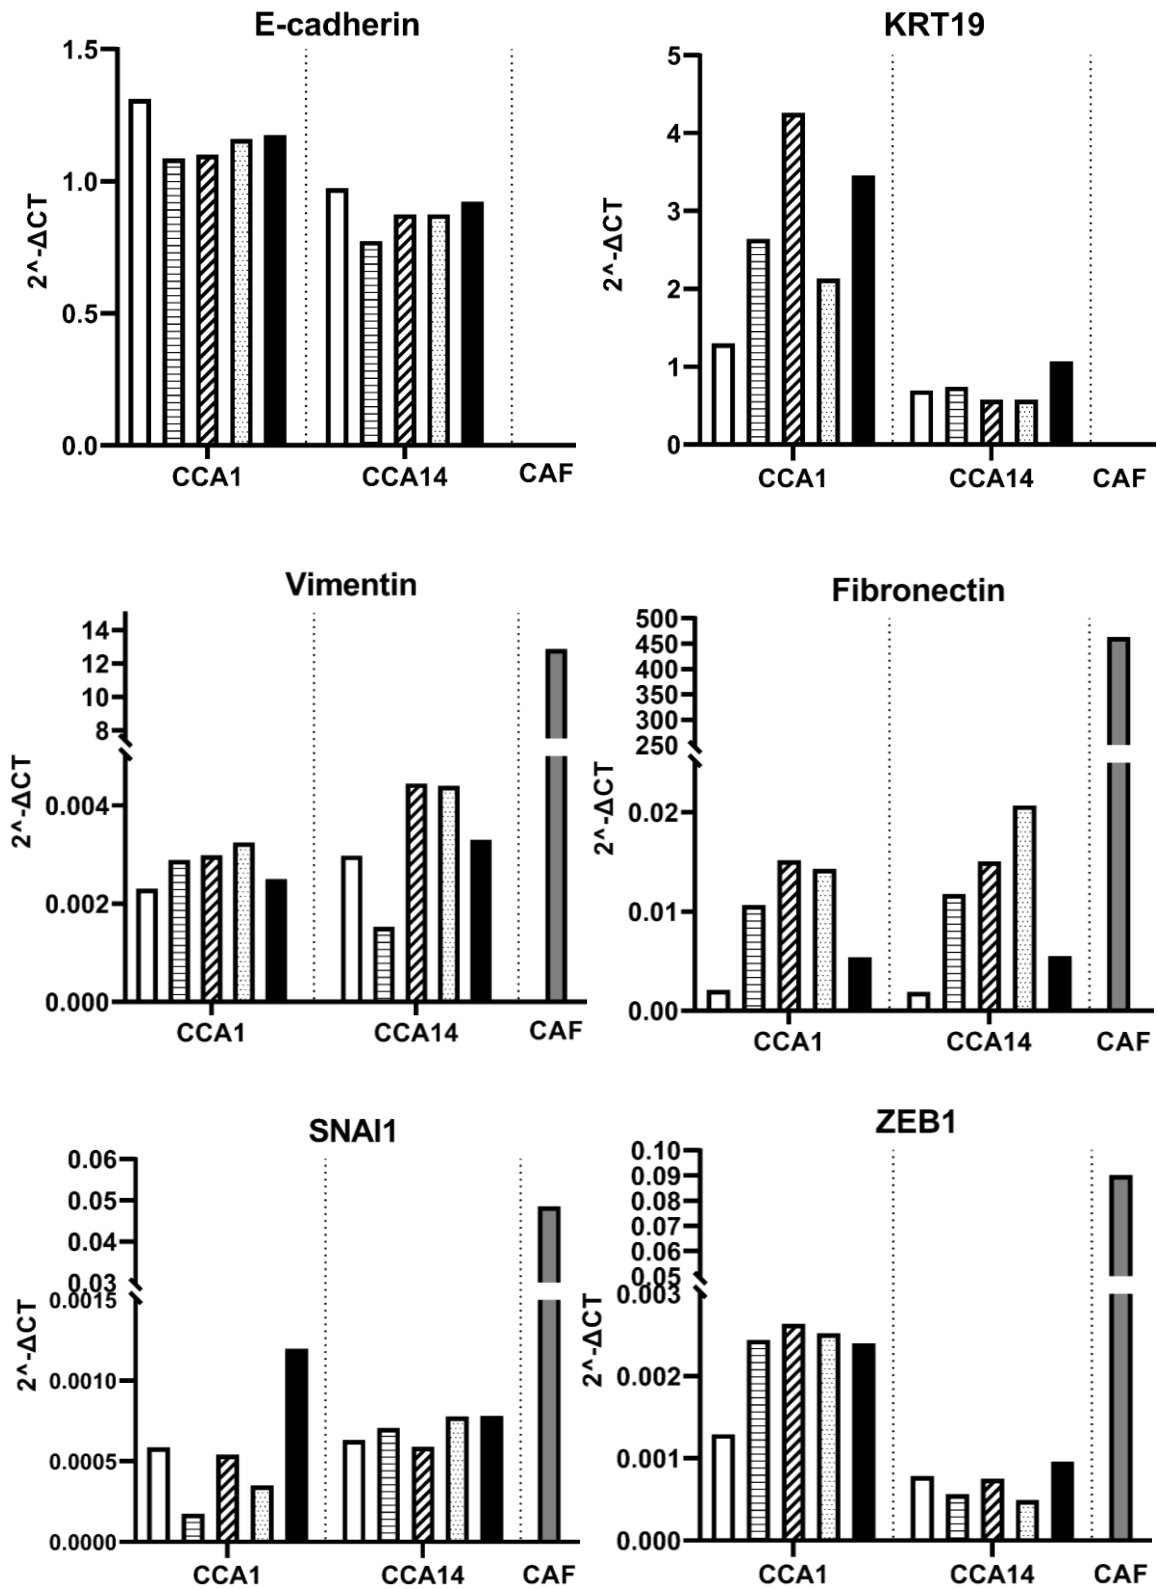 E-cadherin
2^-ΔCT
1.5
1.0
0.5
0.0
CCA1
CCA14
CAF
KRT19
2^-ΔCT
5
4
3
2
1
0
CCA1
CCA14
CAF
Vimentin
2^-ΔCT
14
12
10
8
0.004
0.002
0.000
CCA1
CCA14
CAF
Fibronectin
2^-ΔCT
500
450
400
350
300
250
0.02
0.01
0.00
CCA1
CCA14
CAF
SNAI1
2^-ΔCT
0.06
0.05
0.04
0.03
0.0015
0.0010
0.0005
0.0000
CCA1
CCA14
CAF
ZEB1
2^-ΔCT
0.10
0.09
0.08
0.07
0.06
0.05
0.003
0.002
0.001
0.000
CCA1
CCA14
CAF